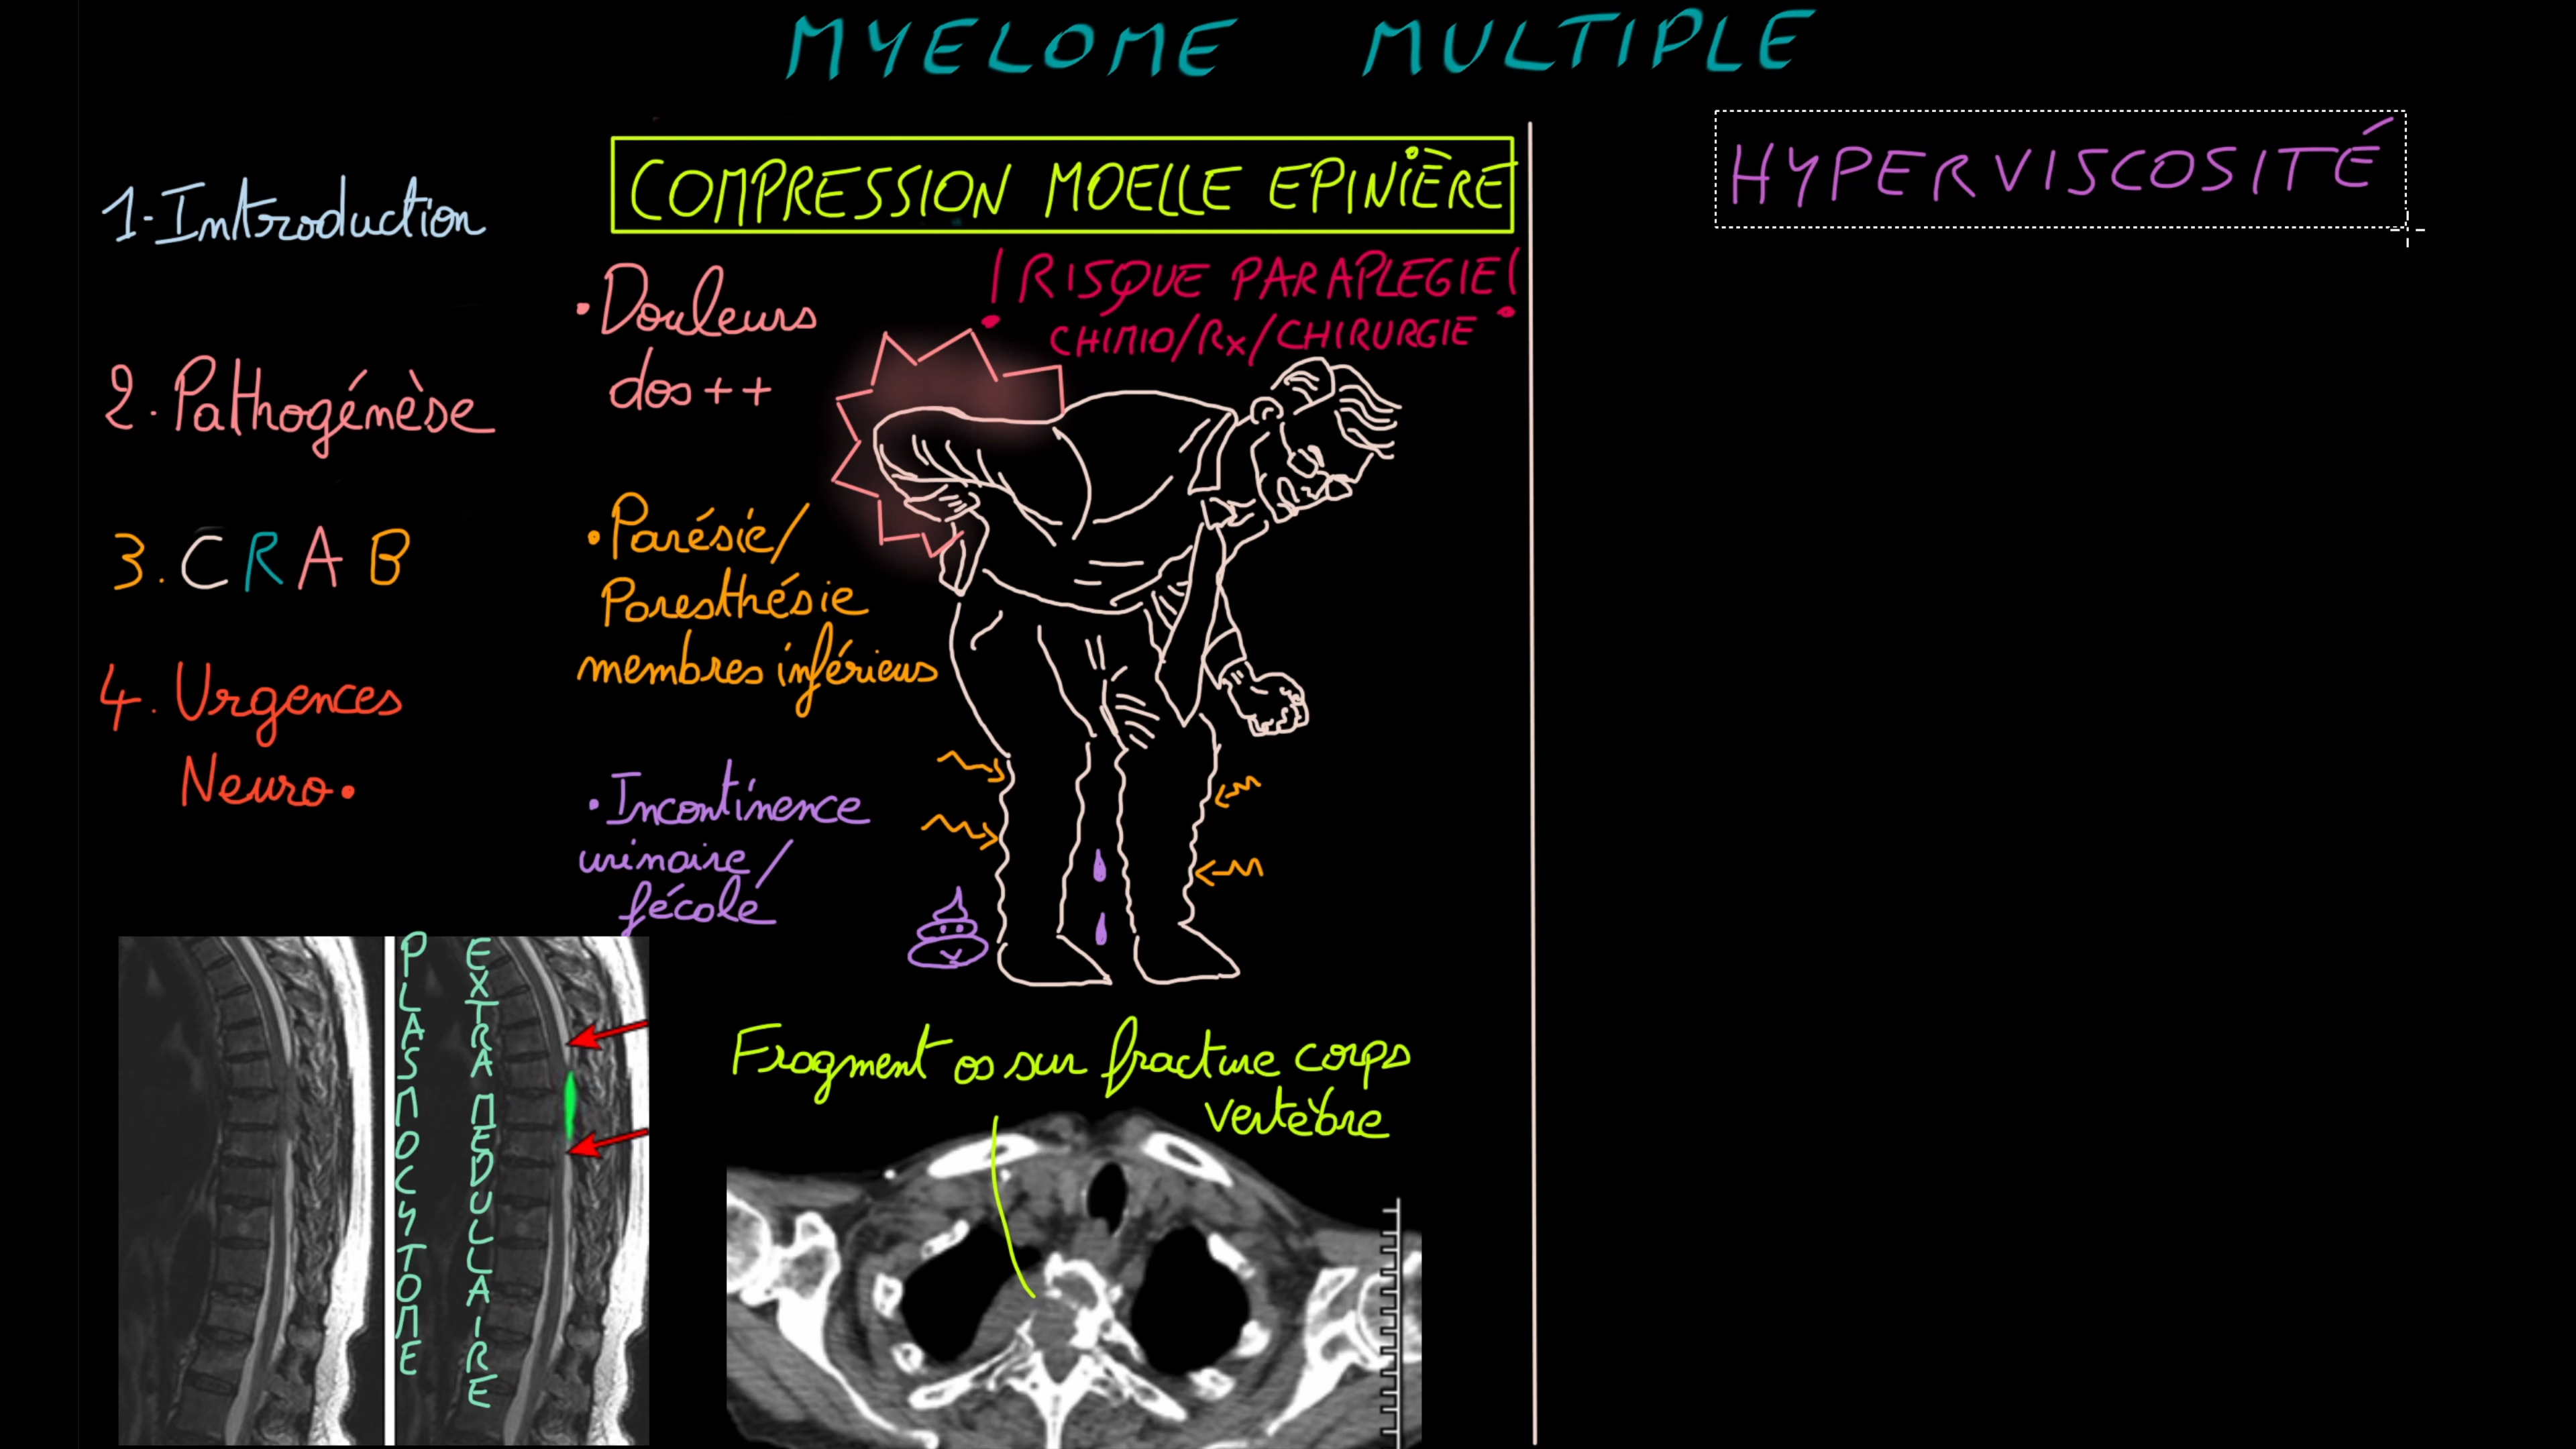 MYELOME MULTIPLE
1-Introduction
2. Pathogénèse
3. C R A B
4. Urgences
Neuro.
COMPRESSION MOELLE EPINIÈRE
! RISQUE PARAPLEGIE !
CHIMIO/RX/CHIRURGIE
• Douleurs
dos ++
• Parésie/
Paresthésie
membres inférieus
• Incontinence
urinaire/
fécale
PLASMOCYTOME
EXTRA MEDULLAIRE
Fragment os sur fracture corps
vertèbre
HYPERVISCOSITÉ